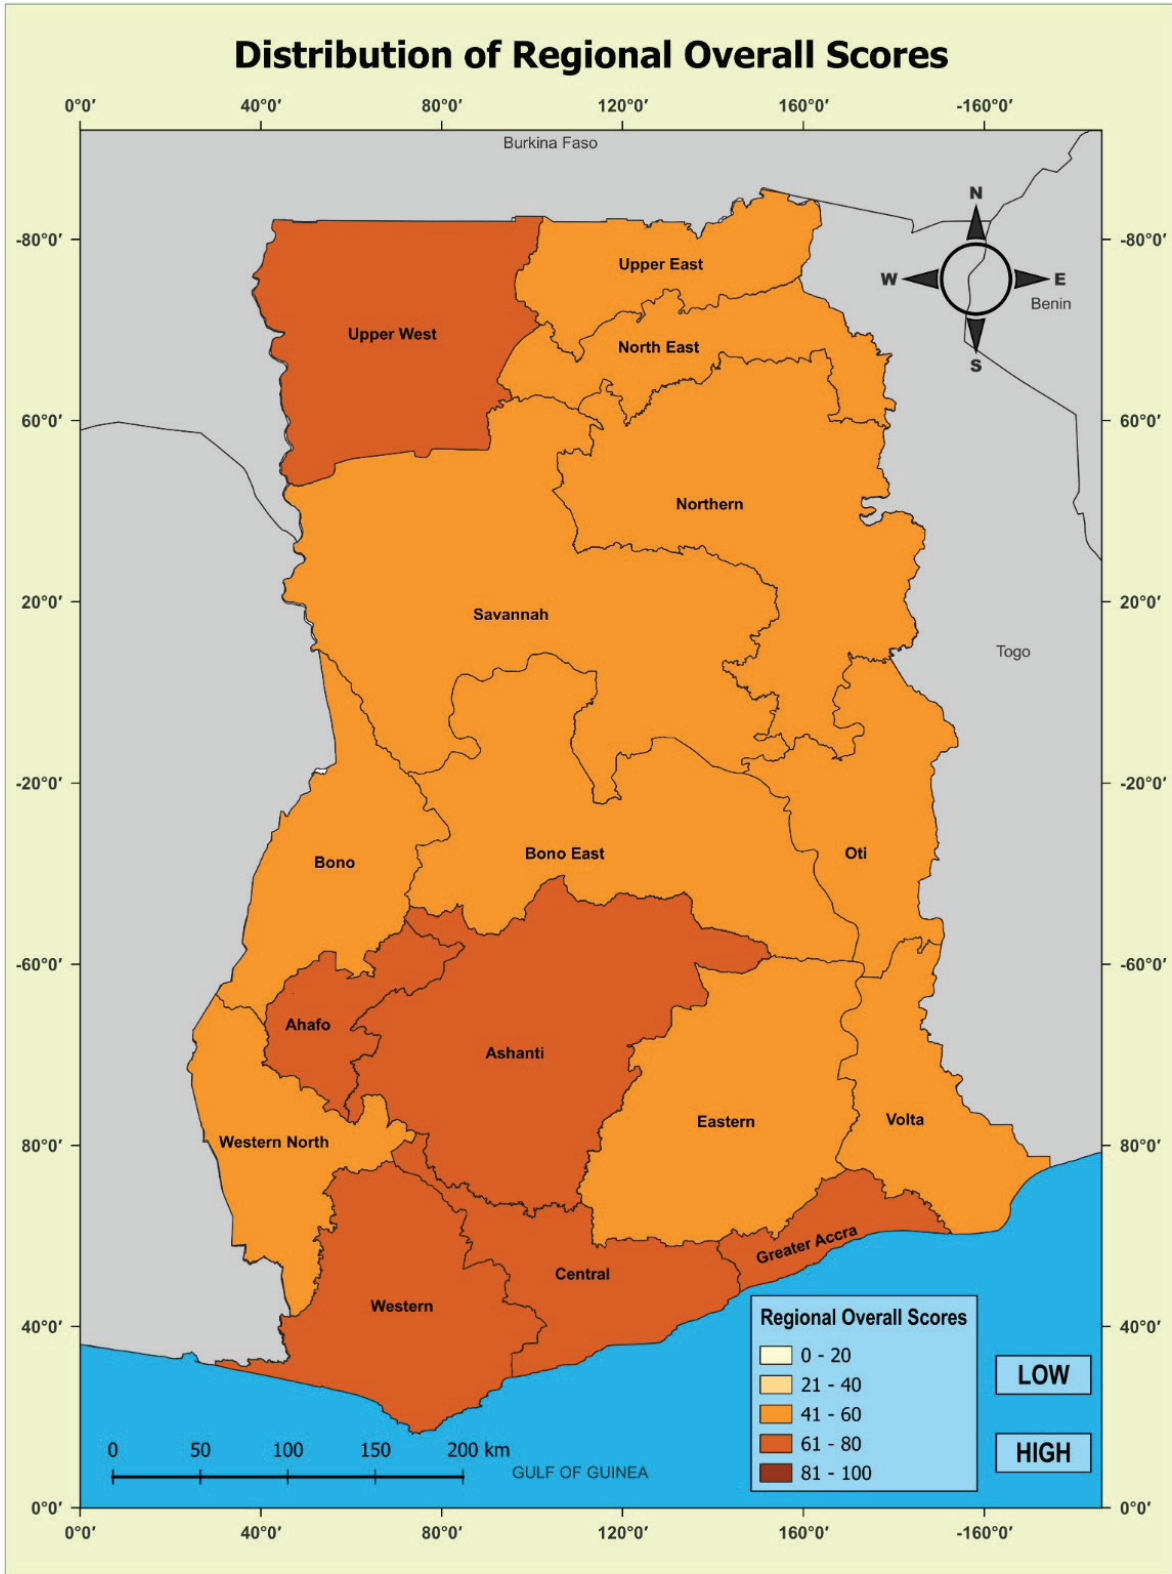 Distribution of Regional Overall Scores
0°0′ 40°0′ 80°0′ 120°0′ 160°0′ -160°0′
Burkina Faso
N
-80°0′ -80°0′
Upper East
W E
Benin
Upper West
North East
S
60°0′ 60°0′
Northern
20°0′ 20°0′
Savannah
Togo
-20°0′ -20°0′
Bono East
Oti
Bono
-60°0′ -60°0′
Ahafo
Ashanti
Eastern
Volta
Western North
80°0′ 80°0′
Greater Accra
Central
Western
Regional Overall Scores
40°0′ 40°0′
0 - 20
21 - 40
41 - 60
61 - 80
81 - 100
LOW
HIGH
0 50 100 150 200 km
GULF OF GUINEA
0°0′ 0°0′
0°0′ 40°0′ 80°0′ 120°0′ 160°0′ -160°0′